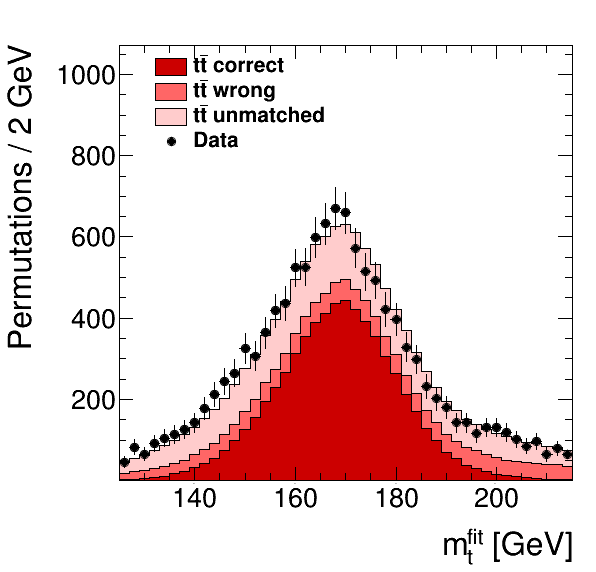 Permutations / 2 GeV
1000
800
600
400
200
tt̄ correct
tt̄ wrong
tt̄ unmatched
Data
140 160 180 200
m_t^fit [GeV]